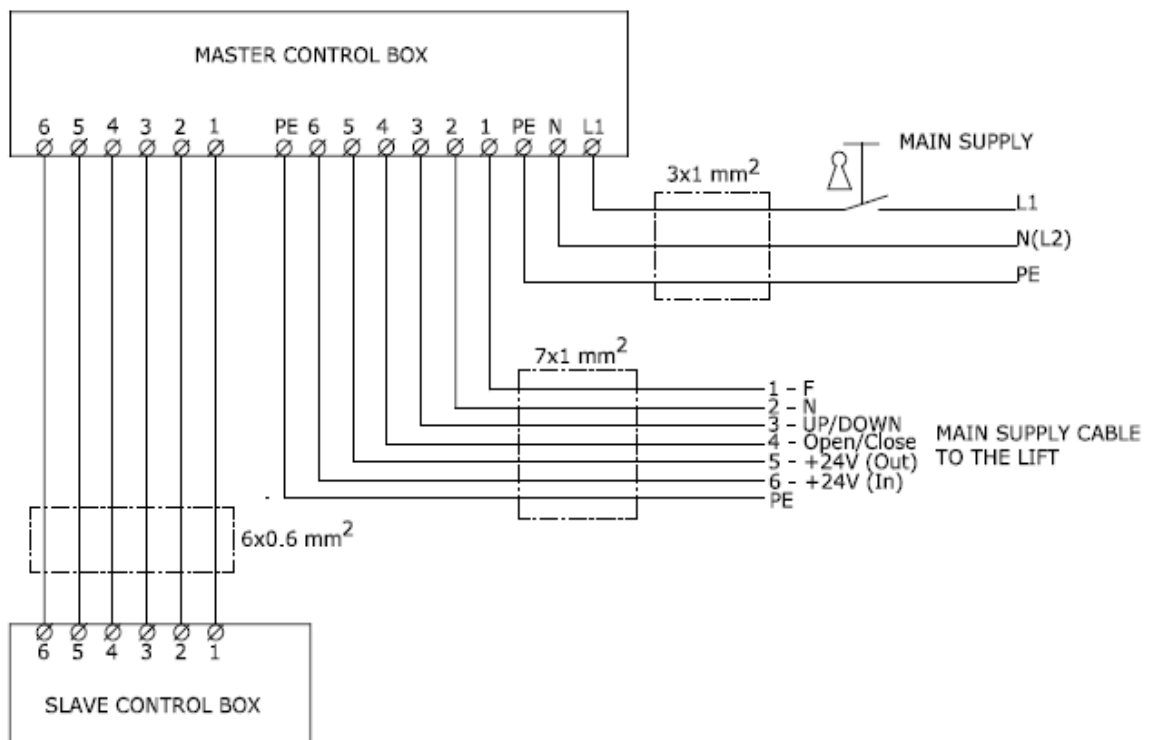 MASTER CONTROL BOX
6 5 4 3 2 1 PE 6 5 4 3 2 1 PE N L1
MAIN SUPPLY
3x1 mm²
L1
N(L2)
PE
7x1 mm²
1 - F
2 - N
3 - UP/DOWN
4 - Open/Close
5 - +24V (Out)
6 - +24V (In)
PE
MAIN SUPPLY CABLE
TO THE LIFT
6x0.6 mm²
6 5 4 3 2 1
SLAVE CONTROL BOX